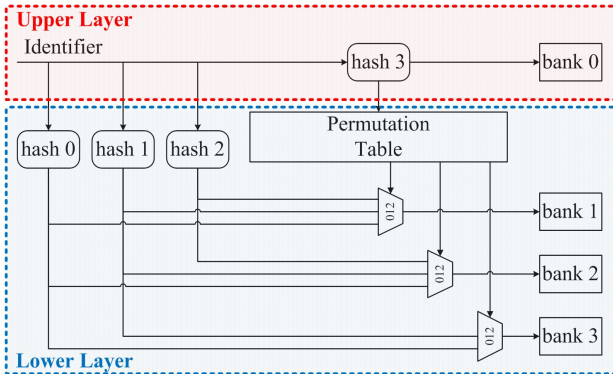 Upper Layer
Identifier
hash 3
bank 0
hash 0
hash 1
hash 2
Permutation
Table
012
bank 1
012
bank 2
012
bank 3
Lower Layer